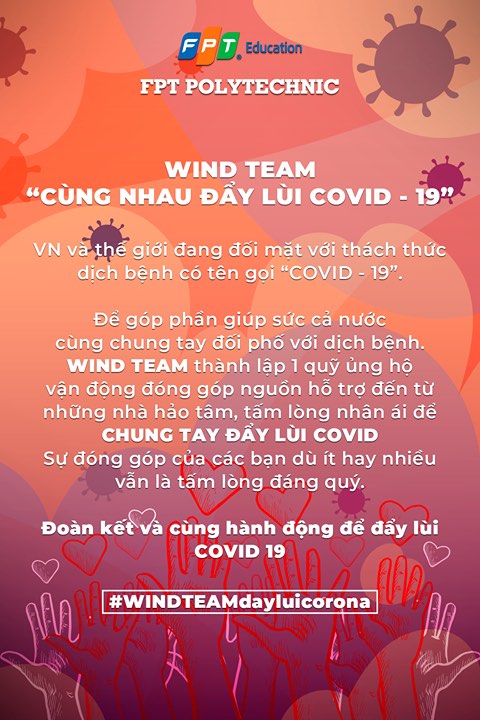 FPT Education
FPT POLYTECHNIC
WIND TEAM
“CÙNG NHAU ĐẨY LÙI COVID - 19”
VN và thế giới đang đối mặt với thách thức
dịch bệnh có tên gọi “COVID - 19”.
Để góp phần giúp sức cả nước
cùng chung tay đối phố với dịch bệnh.
WIND TEAM thành lập 1 quỹ ủng hộ
vận động đóng góp nguồn hỗ trợ đến từ
những nhà hảo tâm, tấm lòng nhân ái để
CHUNG TAY ĐẨY LÙI COVID
Sự đóng góp của các bạn dù ít hay nhiều
vẫn là tấm lòng đáng quý.
Đoàn kết và cùng hành động để đẩy lùi
COVID 19
#WINDTEAMdayluicorona